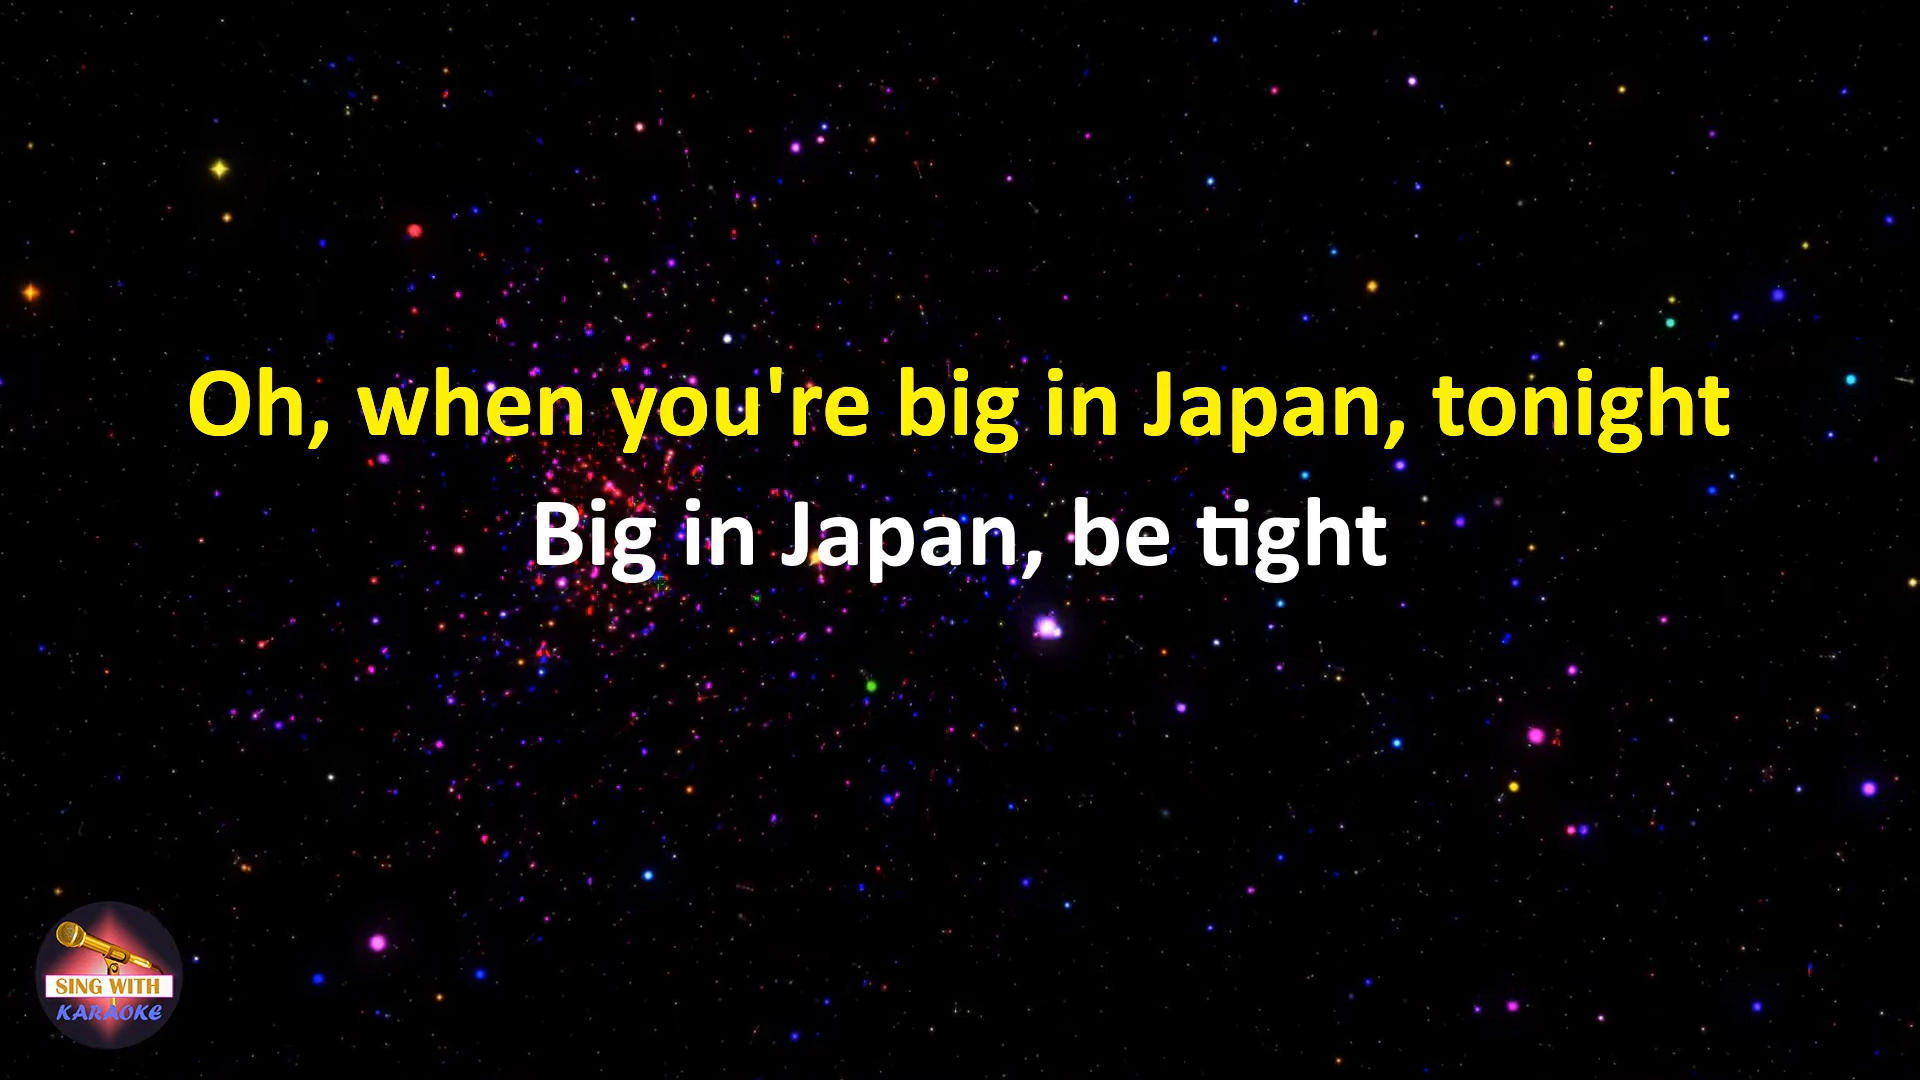 Oh, when you're big in Japan, tonight
Big in Japan, be tight
SING WITH
KARAOKE